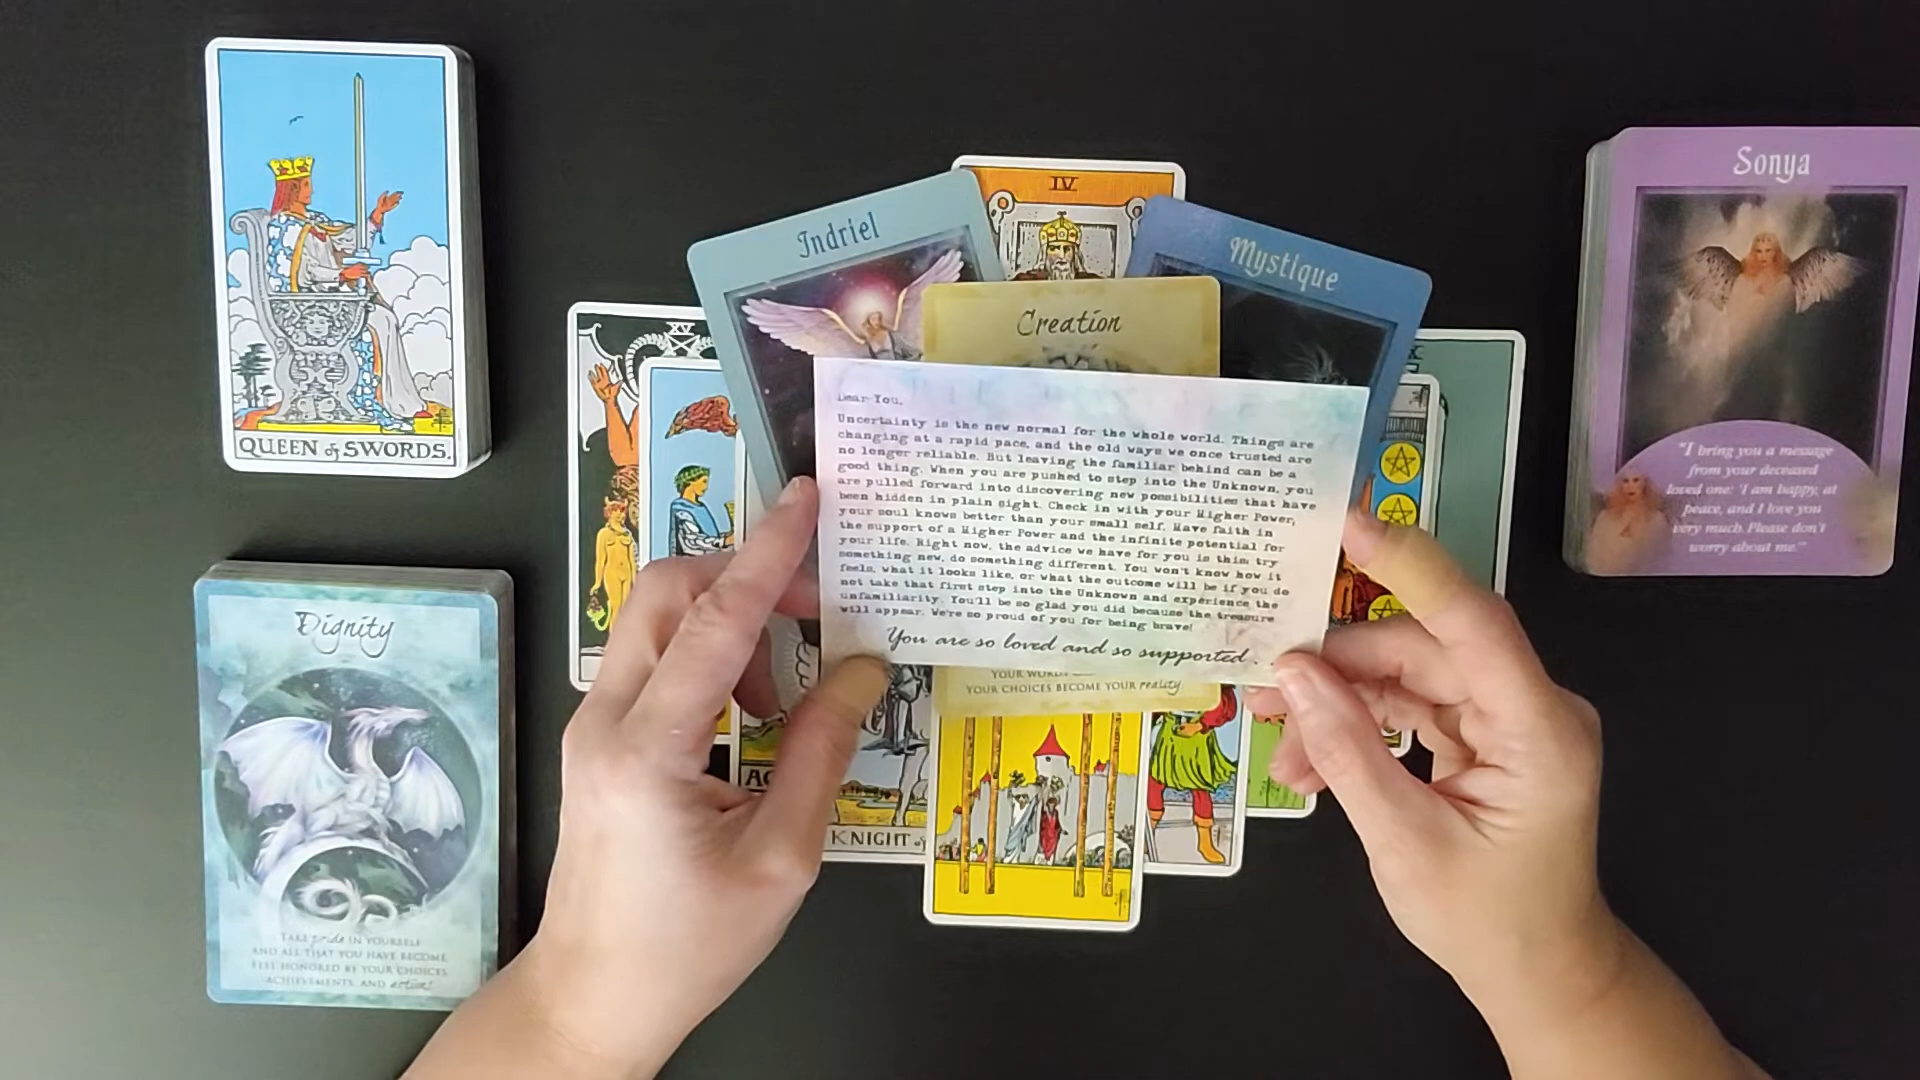 QUEEN of SWORDS.
Dignity
TAKE pride IN YOURSELF
AND ALL THAT YOU HAVE BECOME.
FEEL HONORED BY YOUR CHOICES,
ACHIEVEMENTS, AND actions!
IV
Indriel
Mystique
Creation
XV
Dear You,
Uncertainty is the new normal for the whole world. Things are
changing at a rapid pace, and the old ways we once trusted are
no longer reliable. But leaving the familiar behind can be a
good thing. When you are pushed to step into the Unknown, you
are pulled forward into discovering new possibilities that have
been hidden in plain sight. Check in with your Higher Power,
your soul knows better than your small self. Have faith in
the support of a Higher Power and the infinite potential for
your life. Right now, the advice we have for you is this: try
something new, do something different. You won't know how it
feels, what it looks like, or what the outcome will be if you do
not take that first step into the Unknown and experience the
unfamiliarity. You'll be so glad you did because the treasure
will appear. We're so proud of you for being brave!
You are so loved and so supported . .
YOUR CHOICES BECOME YOUR reality
KNIGHT of
Sonya
"I bring you a message
from your deceased
loved one: 'I am happy, at
peace, and I love you
very much. Please don't
worry about me.'"